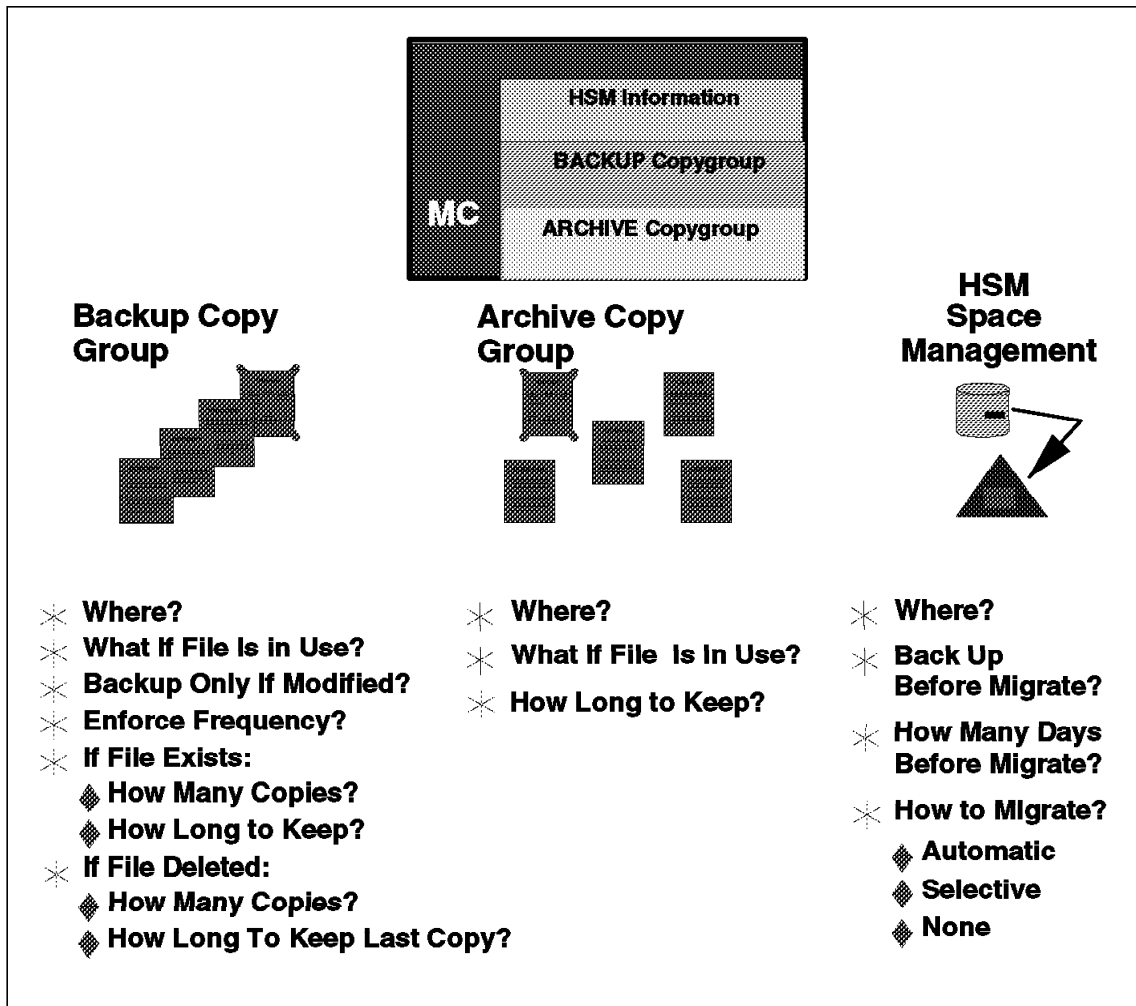 HSM Information
BACKUP Copygroup
MC
ARCHIVE Copygroup
Backup Copy
Group
Where?
What If File Is in Use?
Backup Only If Modified?
Enforce Frequency?
If File Exists:
How Many Copies?
How Long to Keep?
If File Deleted:
How Many Copies?
How Long To Keep Last Copy?
Archive Copy
Group
Where?
What If File Is In Use?
How Long to Keep?
HSM
Space
Management
Where?
Back Up
Before Migrate?
How Many Days
Before Migrate?
How to MIgrate?
Automatic
Selective
None